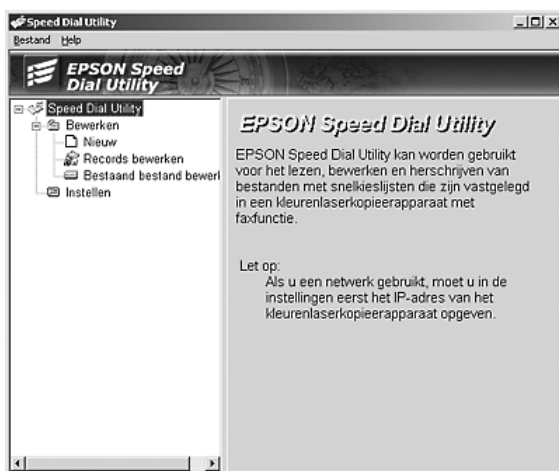 Speed Dial Utility
Bestand Help
EPSON Speed
Dial Utility
Speed Dial Utility
Bewerken
Nieuw
Records bewerken
Bestaand bestand bewerk
Instellen
EPSON Speed Dial Utility
EPSON Speed Dial Utility kan worden gebruikt
voor het lezen, bewerken en herschrijven van
bestanden met snelkieslijsten die zijn vastgelegd
in een kleurenlaserkopieerapparaat met
faxfunctie.
Let op:
Als u een netwerk gebruikt, moet u in de
instellingen eerst het IP-adres van het
kleurenlaserkopieerapparaat opgeven.